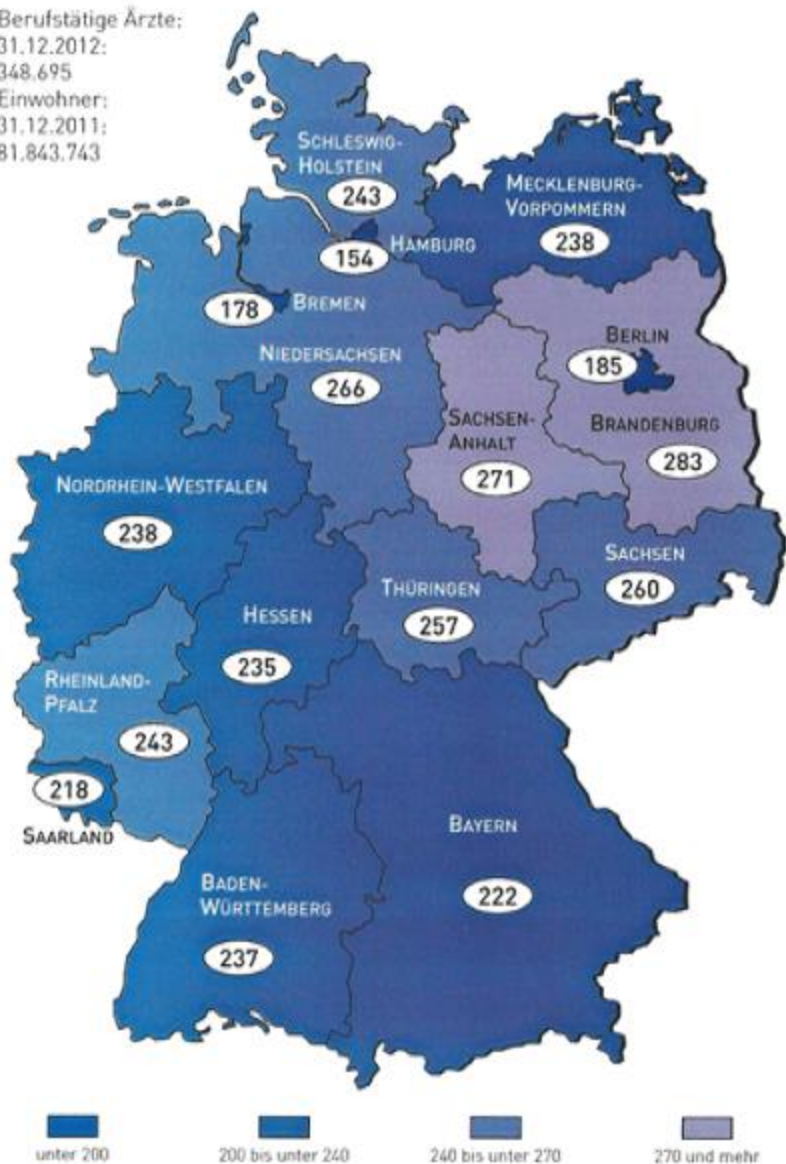 Berufstätige Ärzte:
31.12.2012:
348.695
Einwohner:
31.12.2011:
81.843.743
SCHLESWIG-
HOLSTEIN
243
MECKLENBURG-
VORPOMMERN
238
HAMBURG
154
178
BREMEN
NIEDERSACHSEN
266
BERLIN
185
SACHSEN-
ANHALT
271
BRANDENBURG
283
NORDRHEIN-WESTFALEN
238
SACHSEN
260
THÜRINGEN
257
HESSEN
235
RHEINLAND-
PFALZ
243
218
SAARLAND
BAYERN
222
BADEN-
WÜRTTEMBERG
237
unter 200
200 bis unter 240
240 bis unter 270
270 und mehr